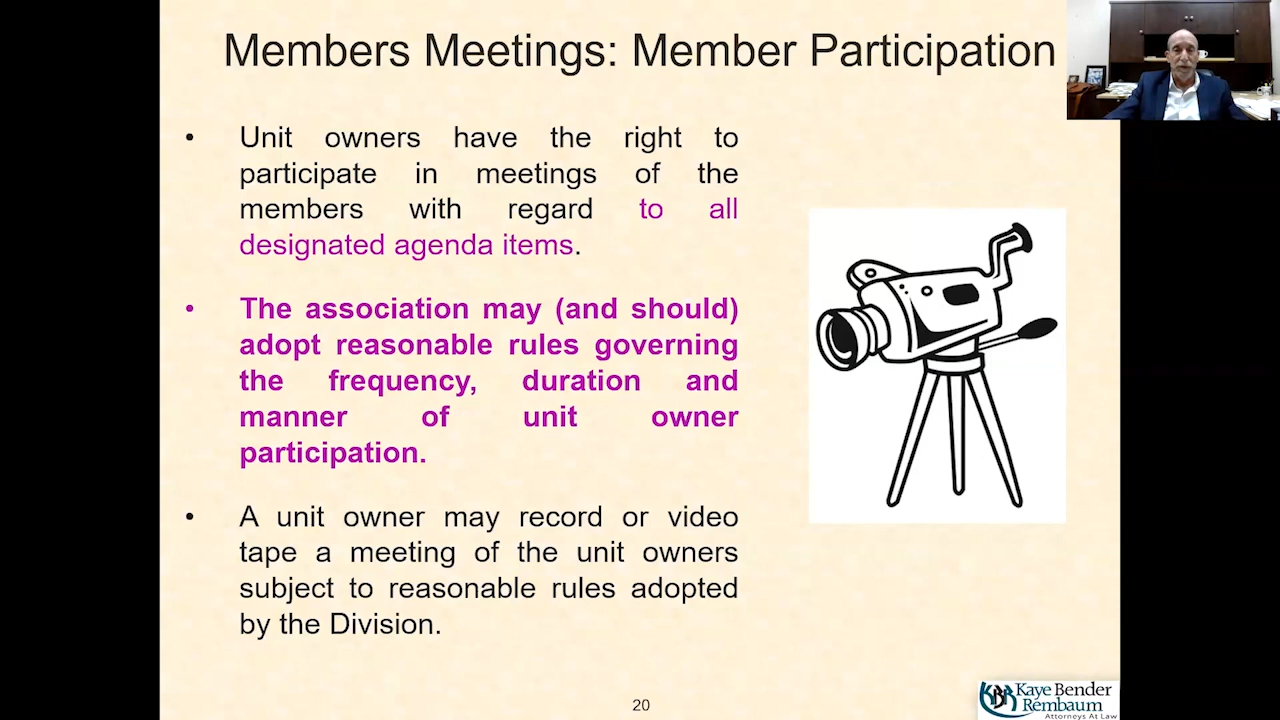 Members Meetings: Member Participation
• Unit owners have the right to
participate in meetings of the
members with regard to all
designated agenda items.
• The association may (and should)
adopt reasonable rules governing
the frequency, duration and
manner of unit owner
participation.
• A unit owner may record or video
tape a meeting of the unit owners
subject to reasonable rules adopted
by the Division.
20
KBR Kaye Bender
Rembaum
Attorneys At Law